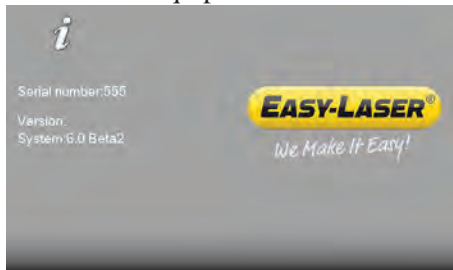 i
Serial number:555
Version:
System:6.0 Beta2
EASY-LASER®
We Make It Easy!